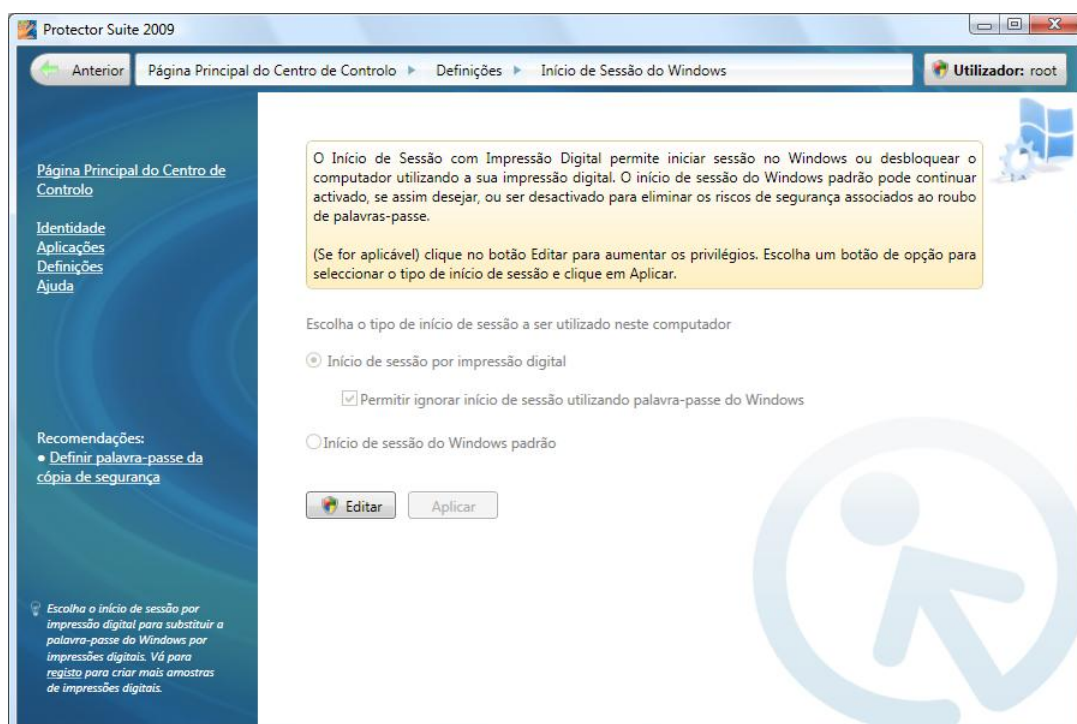 Protector Suite 2009
Anterior
Página Principal do Centro de Controlo
Definições
Início de Sessão do Windows
Utilizador: root
Página Principal do Centro de
Controlo
Identidade
Aplicações
Definições
Ajuda
Recomendações:
● Definir palavra-passe da
cópia de segurança
Escolha o início de sessão por
impressão digital para substituir a
palavra-passe do Windows por
impressões digitais. Vá para
registo para criar mais amostras
de impressões digitais.
O Início de Sessão com Impressão Digital permite iniciar sessão no Windows ou desbloquear o
computador utilizando a sua impressão digital. O início de sessão do Windows padrão pode continuar
activado, se assim desejar, ou ser desactivado para eliminar os riscos de segurança associados ao roubo
de palavras-passe.
(Se for aplicável) clique no botão Editar para aumentar os privilégios. Escolha um botão de opção para
seleccionar o tipo de início de sessão e clique em Aplicar.
Escolha o tipo de início de sessão a ser utilizado neste computador
Início de sessão por impressão digital
Permitir ignorar início de sessão utilizando palavra-passe do Windows
Início de sessão do Windows padrão
Editar
Aplicar